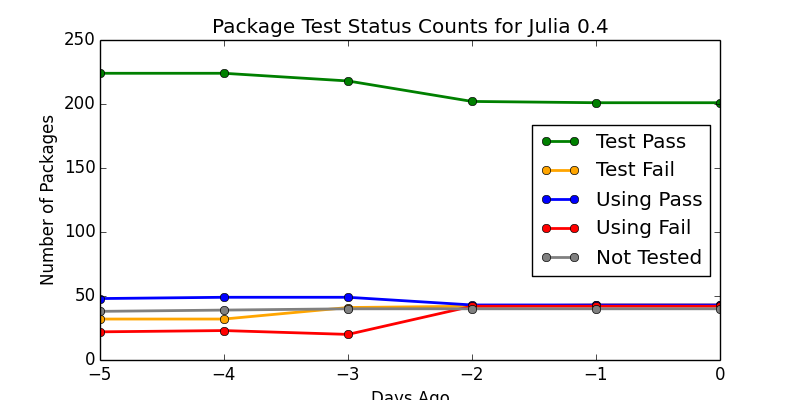 Package Test Status Counts for Julia 0.4
250
200
150
100
50
0
Number of Packages
Test Pass
Test Fail
Using Pass
Using Fail
Not Tested
−5 −4 −3 −2 −1 0
Days Ago